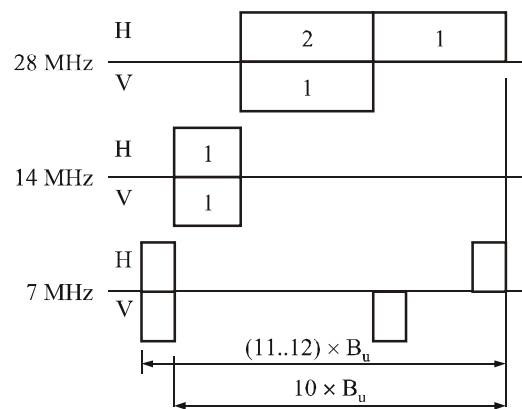 H 2 1
28 MHz
V 1
H 1
14 MHz
V 1
H
7 MHz
V
(11..12) × Bu
10 × Bu